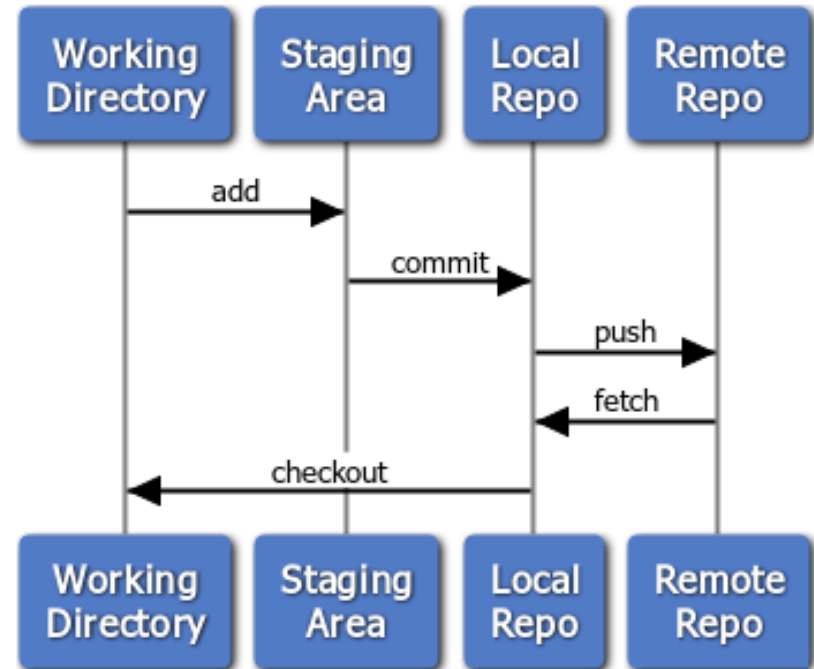 Working
Directory
Staging
Area
Local
Repo
Remote
Repo
add
commit
push
fetch
checkout
Working
Directory
Staging
Area
Local
Repo
Remote
Repo